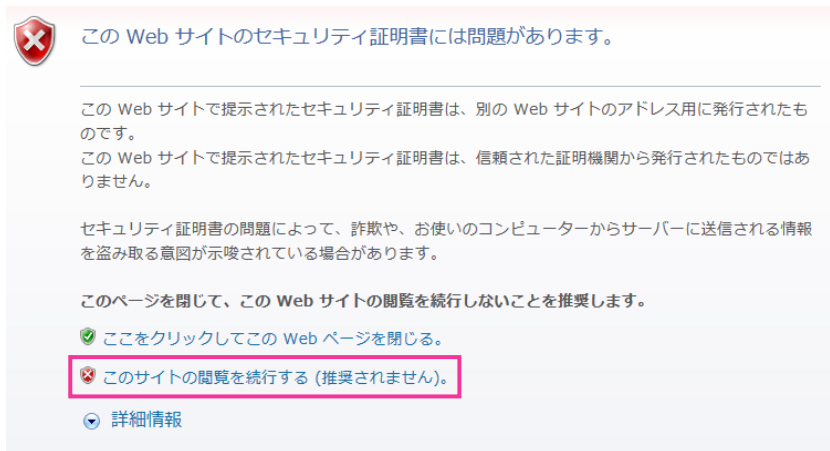 この Web サイトのセキュリティ証明書には問題があります。
この Web サイトで提示されたセキュリティ証明書は、別の Web サイトのアドレス用に発行されたも
のです。
この Web サイトで提示されたセキュリティ証明書は、信頼された証明機関から発行されたものではあ
りません。
セキュリティ証明書の問題によって、詐欺や、お使いのコンピューターからサーバーに送信される情報
を盗み取る意図が示唆されている場合があります。
このページを閉じて、この Web サイトの閲覧を続行しないことを推奨します。
ここをクリックしてこの Web ページを閉じる。
このサイトの閲覧を続行する (推奨されません)。
詳細情報